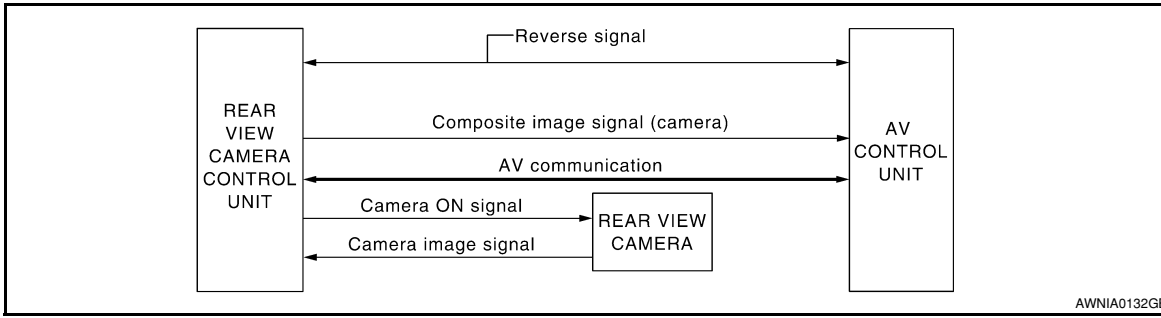 Reverse signal
REAR
VIEW
CAMERA
CONTROL
UNIT
Composite image signal (camera)
AV communication
Camera ON signal
Camera image signal
REAR VIEW
CAMERA
AV
CONTROL
UNIT
AWNIA0132GB